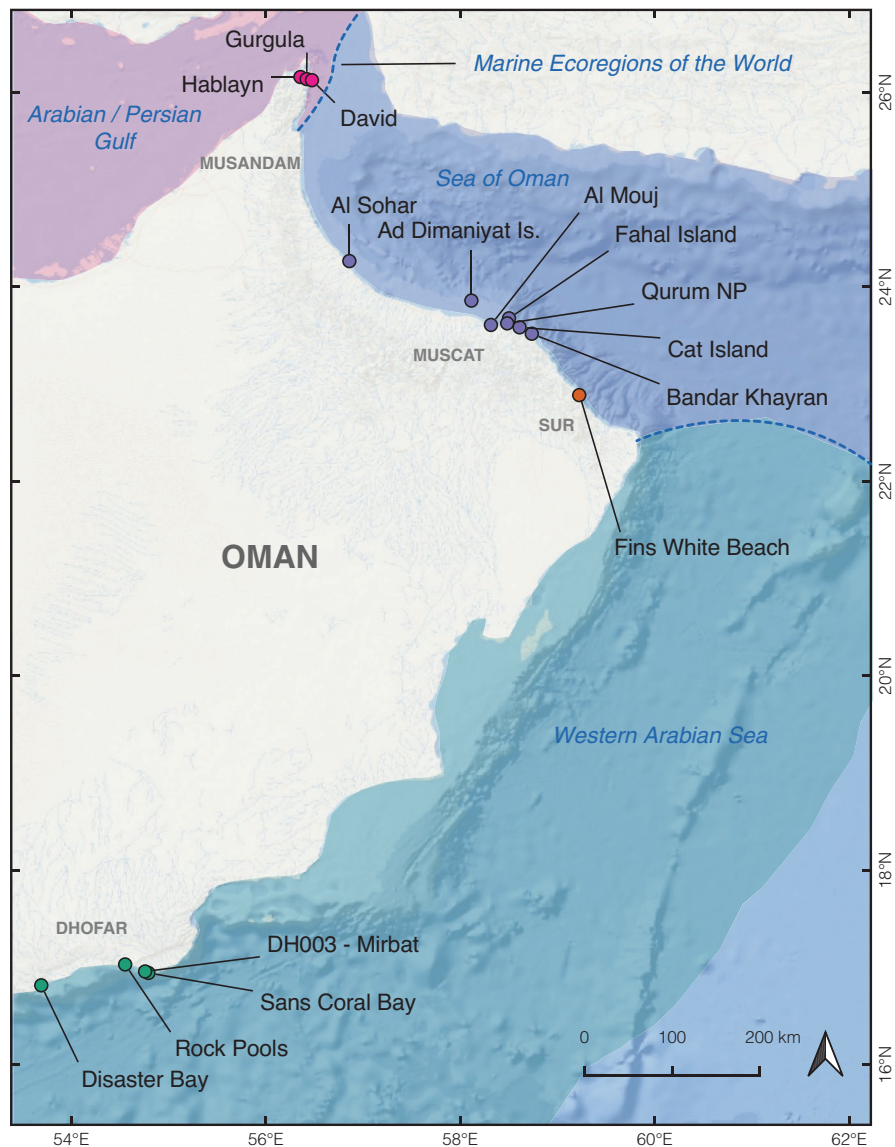 Gurgula
Marine Ecoregions of the World
Hablayn
26°N
Arabian / Persian
Gulf
David
MUSANDAM
Sea of Oman
Al Mouj
Al Sohar
Ad Dimaniyat Is.
Fahal Island
24°N
Qurum NP
MUSCAT
Cat Island
Bandar Khayran
SUR
22°N
Fins White Beach
OMAN
20°N
Western Arabian Sea
18°N
DHOFAR
DH003 - Mirbat
Sans Coral Bay
Rock Pools
0 100 200 km
16°N
Disaster Bay
54°E 56°E 58°E 60°E 62°E